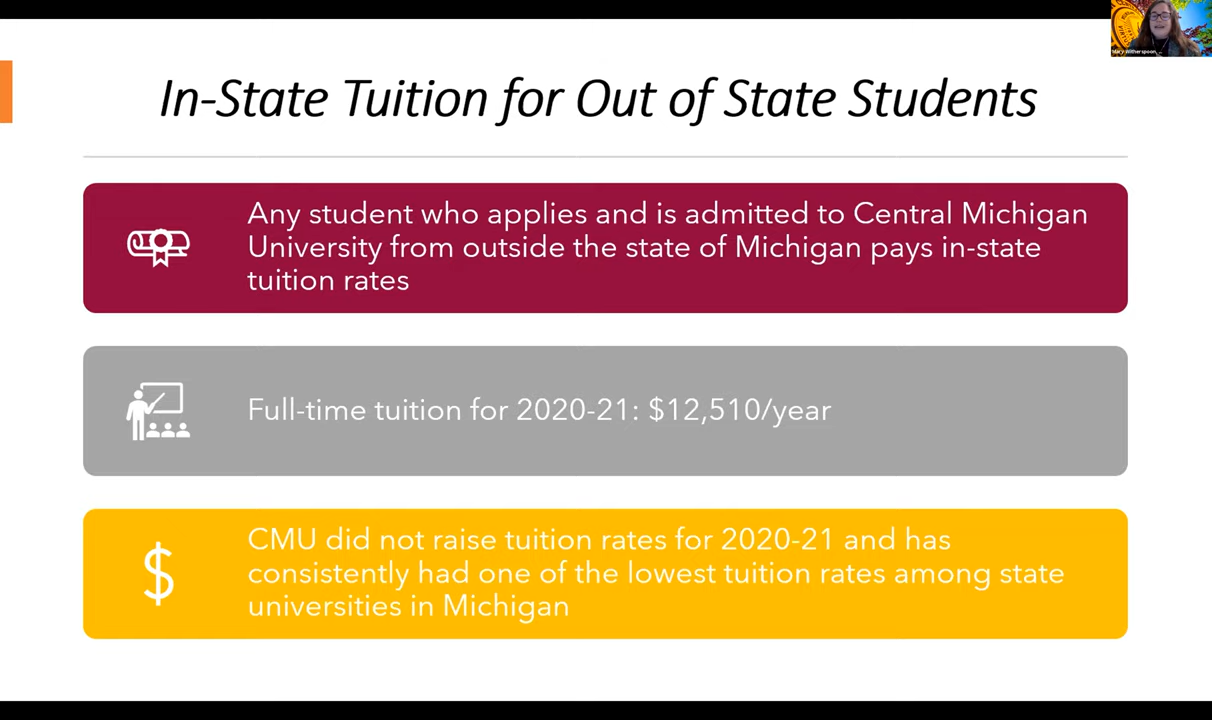 Mary Witherspoon
In-State Tuition for Out of State Students
Any student who applies and is admitted to Central Michigan
University from outside the state of Michigan pays in-state
tuition rates
Full-time tuition for 2020-21: $12,510/year
CMU did not raise tuition rates for 2020-21 and has
consistently had one of the lowest tuition rates among state
universities in Michigan